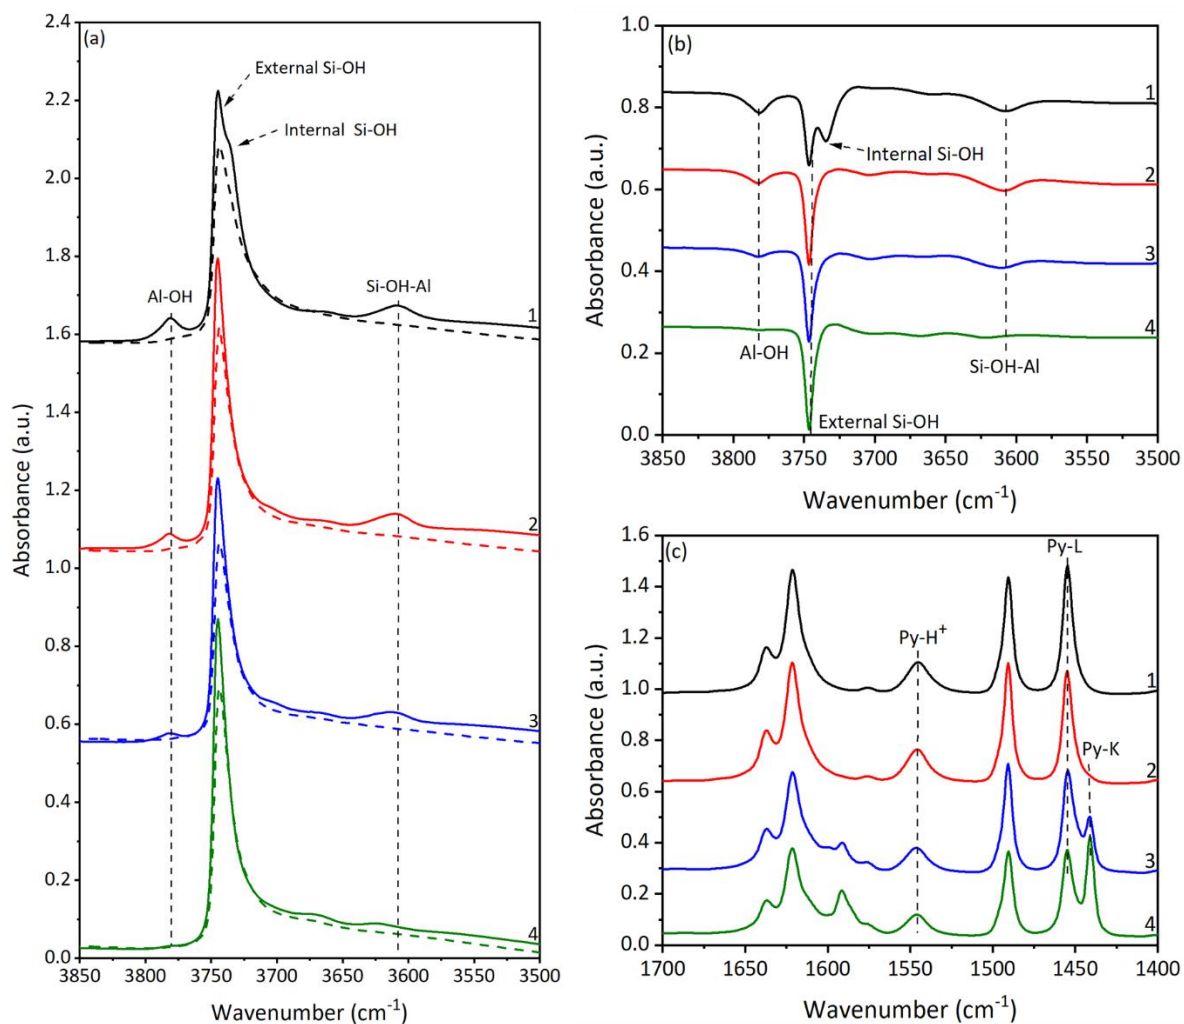 (a)
2.4
2.2
2.0
1.8
1.6
1.4
1.2
1.0
0.8
0.6
0.4
0.2
0.0
Absorbance (a.u.)
External Si-OH
Internal Si-OH
Al-OH
Si-OH-Al
1
2
3
4
3850 3800 3750 3700 3650 3600 3550 3500
Wavenumber (cm⁻¹)
(b)
1.0
0.8
0.6
0.4
0.2
0.0
Absorbance (a.u.)
1
Internal Si-OH
2
3
4
Al-OH
Si-OH-Al
External Si-OH
3850 3800 3750 3700 3650 3600 3550 3500
Wavenumber (cm⁻¹)
(c)
1.6
1.4
1.2
1.0
0.8
0.6
0.4
0.2
0.0
Absorbance (a.u.)
Py-L
Py-H⁺
1
Py-K
2
3
4
1700 1650 1600 1550 1500 1450 1400
Wavenumber (cm⁻¹)